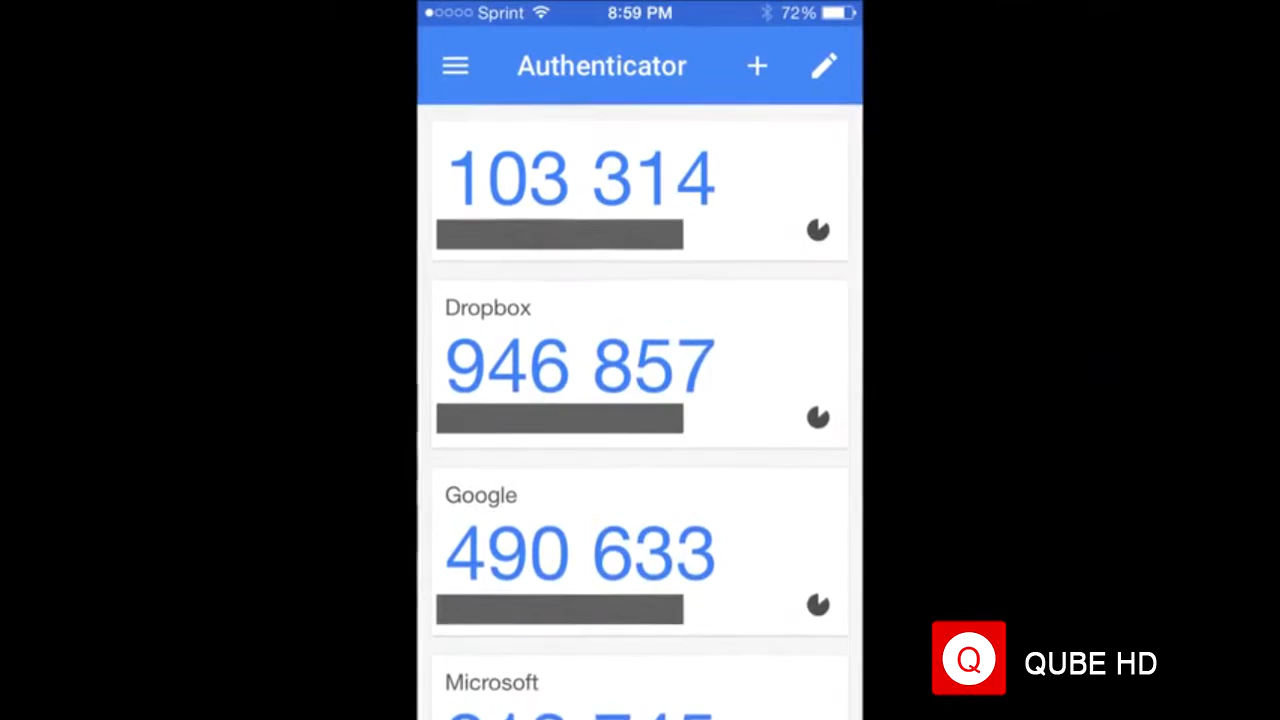 Sprint 8:59 PM 72%
Authenticator
103 314
Dropbox
946 857
Google
490 633
Microsoft
Q QUBE HD